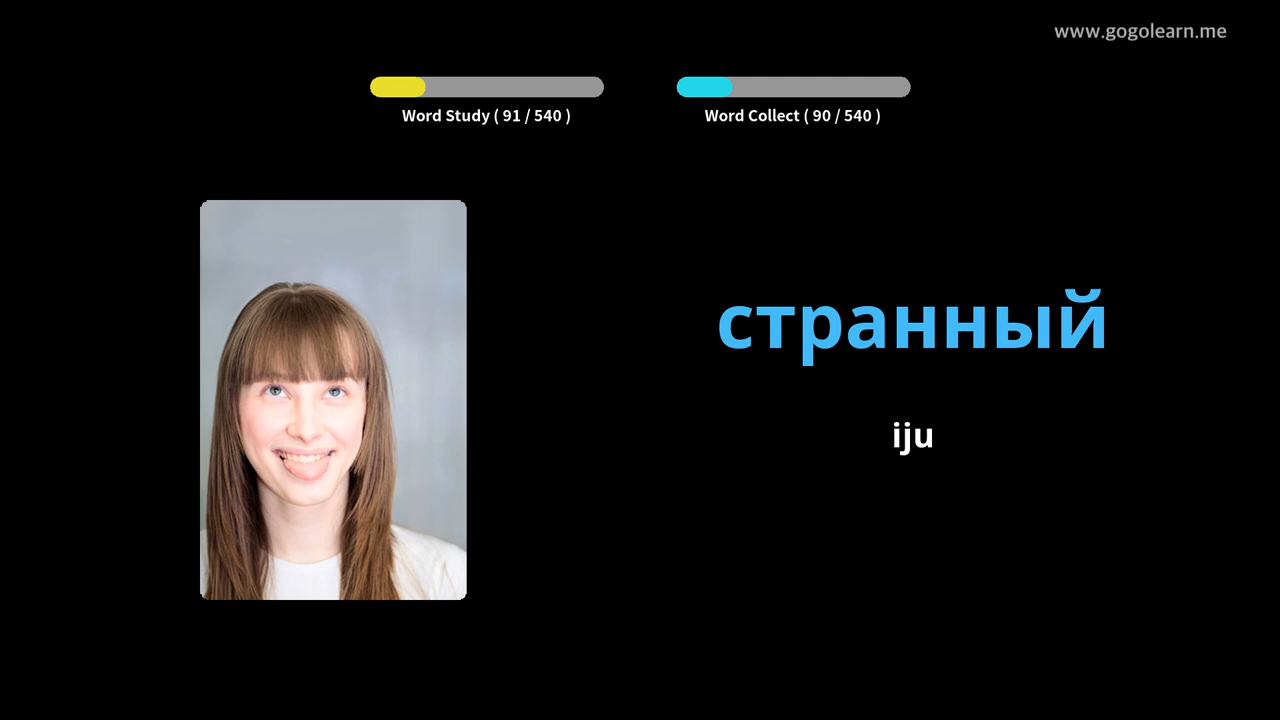 www.gogolearn.me
Word Study ( 91 / 540 )
Word Collect ( 90 / 540 )
странный
iju